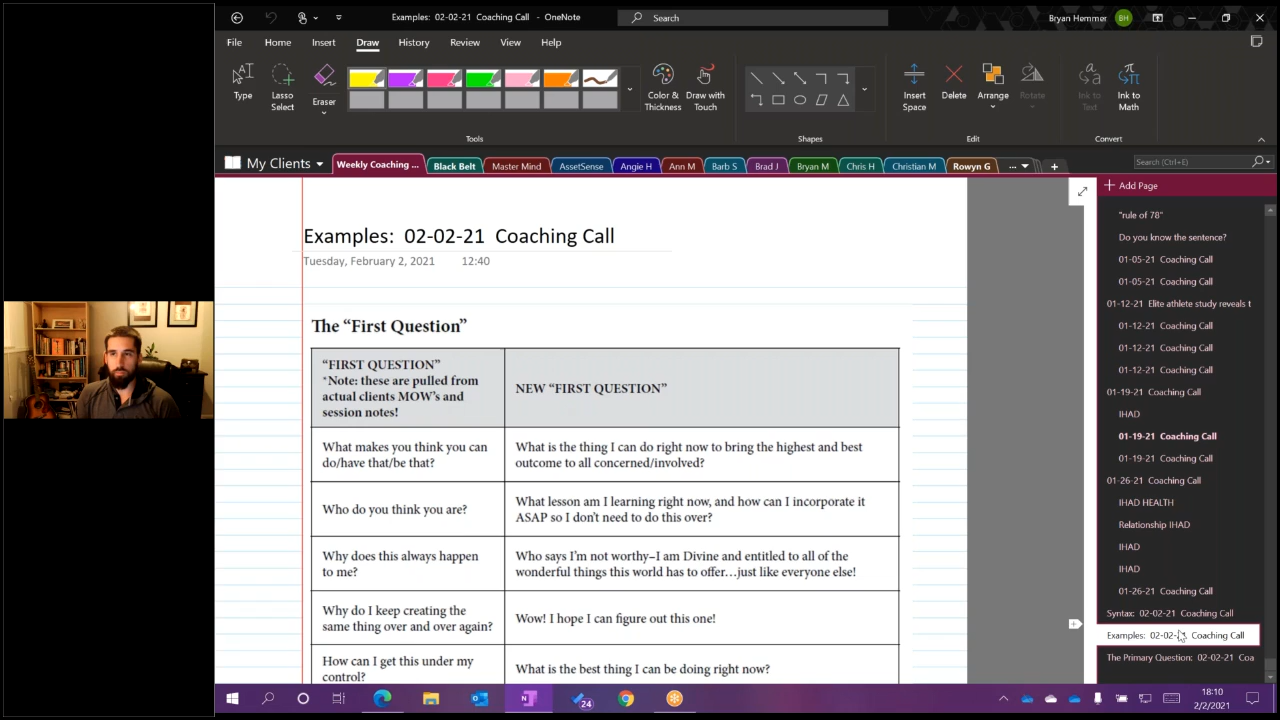 Examples: 02-02-21 Coaching Call - OneNote
Search
Bryan Hemmer
BH
File
Home
Insert
Draw
History
Review
View
Help
Type
Lasso
Select
Eraser
Color &
Thickness
Draw with
Touch
Insert
Space
Delete
Arrange
Rotate
Ink to
Text
Ink to
Math
Tools
Shapes
Edit
Convert
My Clients
Weekly Coaching ...
Black Belt
Master Mind
AssetSense
Angie H
Ann M
Barb S
Brad J
Bryan M
Chris H
Christian M
Rowyn G
...
Search (Ctrl+E)
Examples: 02-02-21 Coaching Call
Tuesday, February 2, 2021 12:40
The “First Question”
“FIRST QUESTION”
*Note: these are pulled from
actual clients MOW’s and
session notes!
NEW “FIRST QUESTION”
What makes you think you can
do/have that/be that?
What is the thing I can do right now to bring the highest and best
outcome to all concerned/involved?
Who do you think you are?
What lesson am I learning right now, and how can I incorporate it
ASAP so I don’t need to do this over?
Why does this always happen
to me?
Who says I’m not worthy–I am Divine and entitled to all of the
wonderful things this world has to offer…just like everyone else!
Why do I keep creating the
same thing over and over again?
Wow! I hope I can figure out this one!
How can I get this under my
control?
What is the best thing I can be doing right now?
Add Page
"rule of 78"
Do you know the sentence?
01-05-21 Coaching Call
01-05-21 Coaching Call
01-12-21 Elite athlete study reveals t
01-12-21 Coaching Call
01-12-21 Coaching Call
01-12-21 Coaching Call
01-19-21 Coaching Call
IHAD
01-19-21 Coaching Call
01-19-21 Coaching Call
01-26-21 Coaching Call
IHAD HEALTH
Relationship IHAD
IHAD
IHAD
01-26-21 Coaching Call
Syntax: 02-02-21 Coaching Call
Examples: 02-02- Coaching Call
The Primary Question: 02-02-21 Coa
24
18:10
2/2/2021